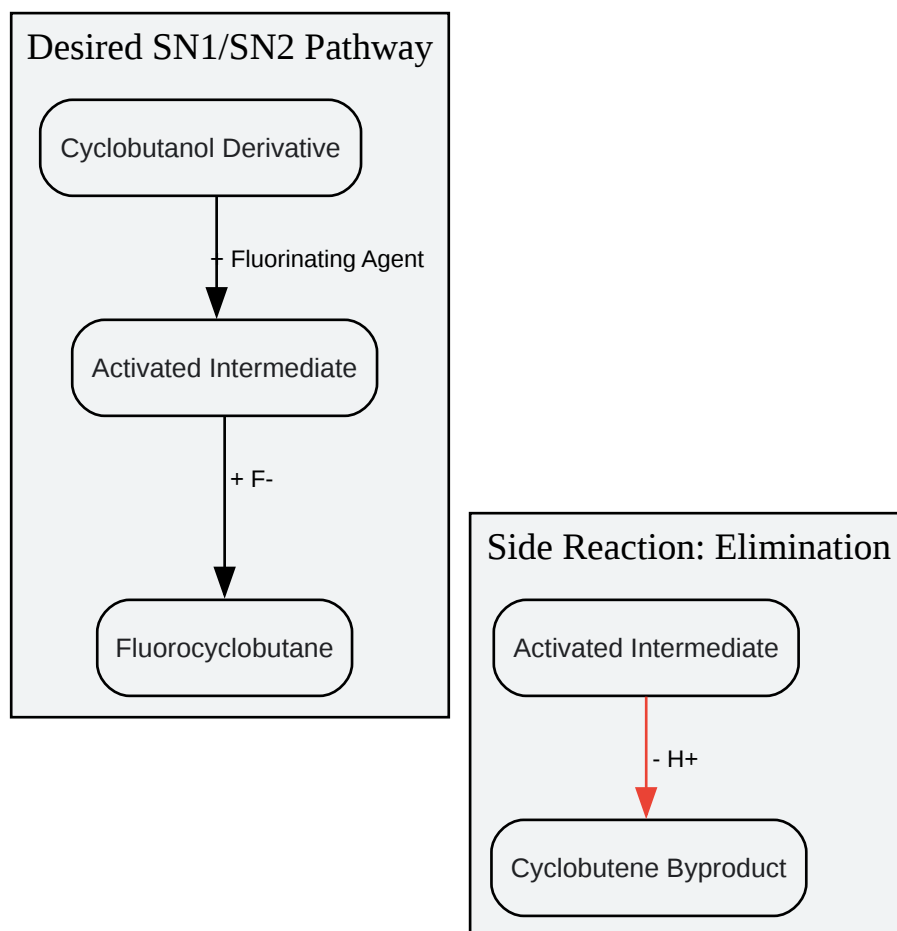 Desired SN1/SN2 Pathway
Cyclobutanol Derivative
+ Fluorinating Agent
Activated Intermediate
+ F-
Fluorocyclobutane
Side Reaction: Elimination
Activated Intermediate
- H+
Cyclobutene Byproduct